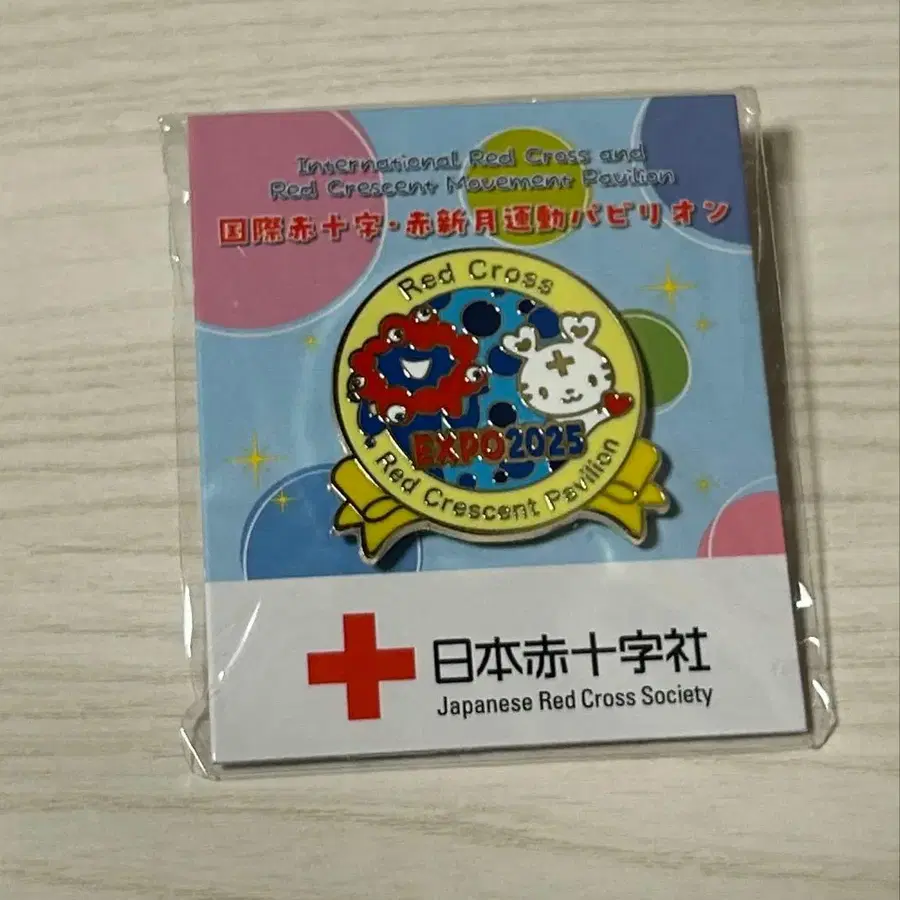 International Red Cross and
Red Crescent Movement Pavilion
国際赤十字・赤新月運動パビリオン
Red Cross
EXPO2025
& Red Crescent Pavilion
日本赤十字社
Japanese Red Cross Society